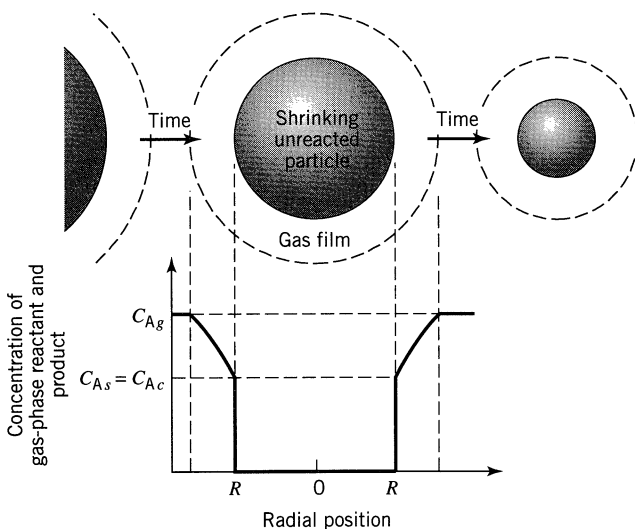 Time
Time
Shrinking
unreacted
particle
Gas film
Concentration of
gas-phase reactant and
product
C_Ag
C_As = C_Ac
R
0
R
Radial position